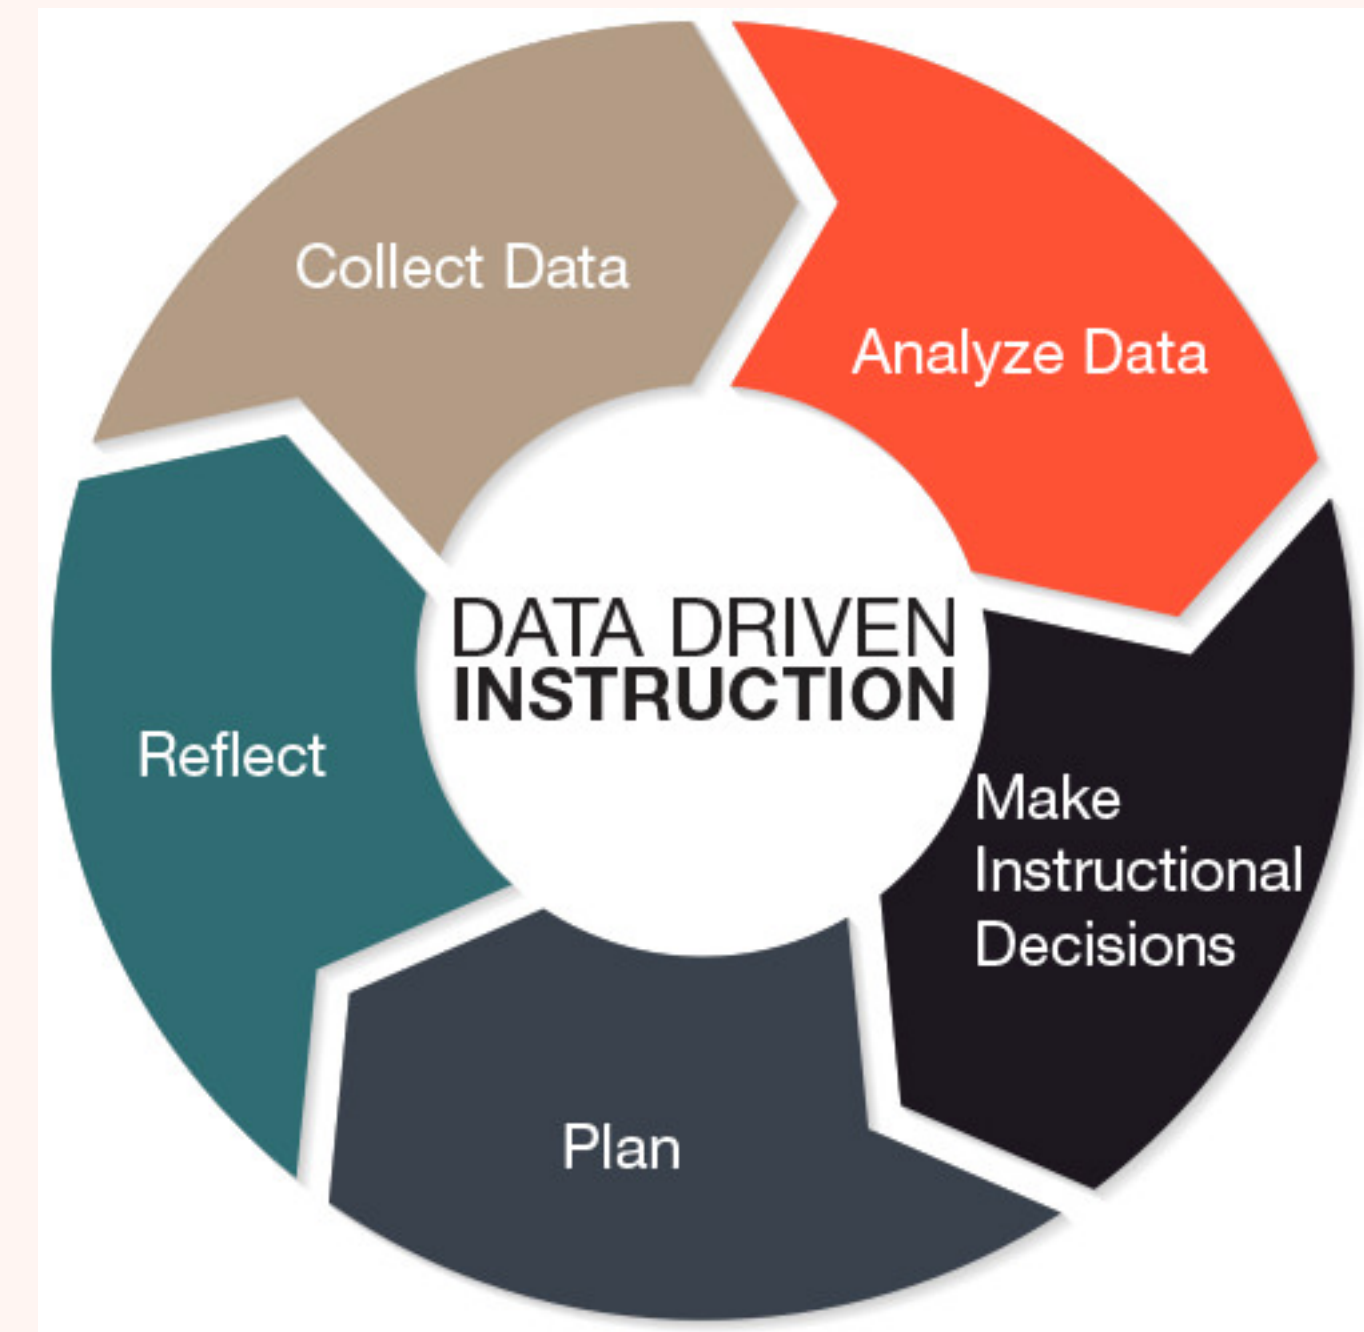 Collect Data
Analyze Data
DATA DRIVEN
INSTRUCTION
Make
Instructional
Decisions
Plan
Reflect